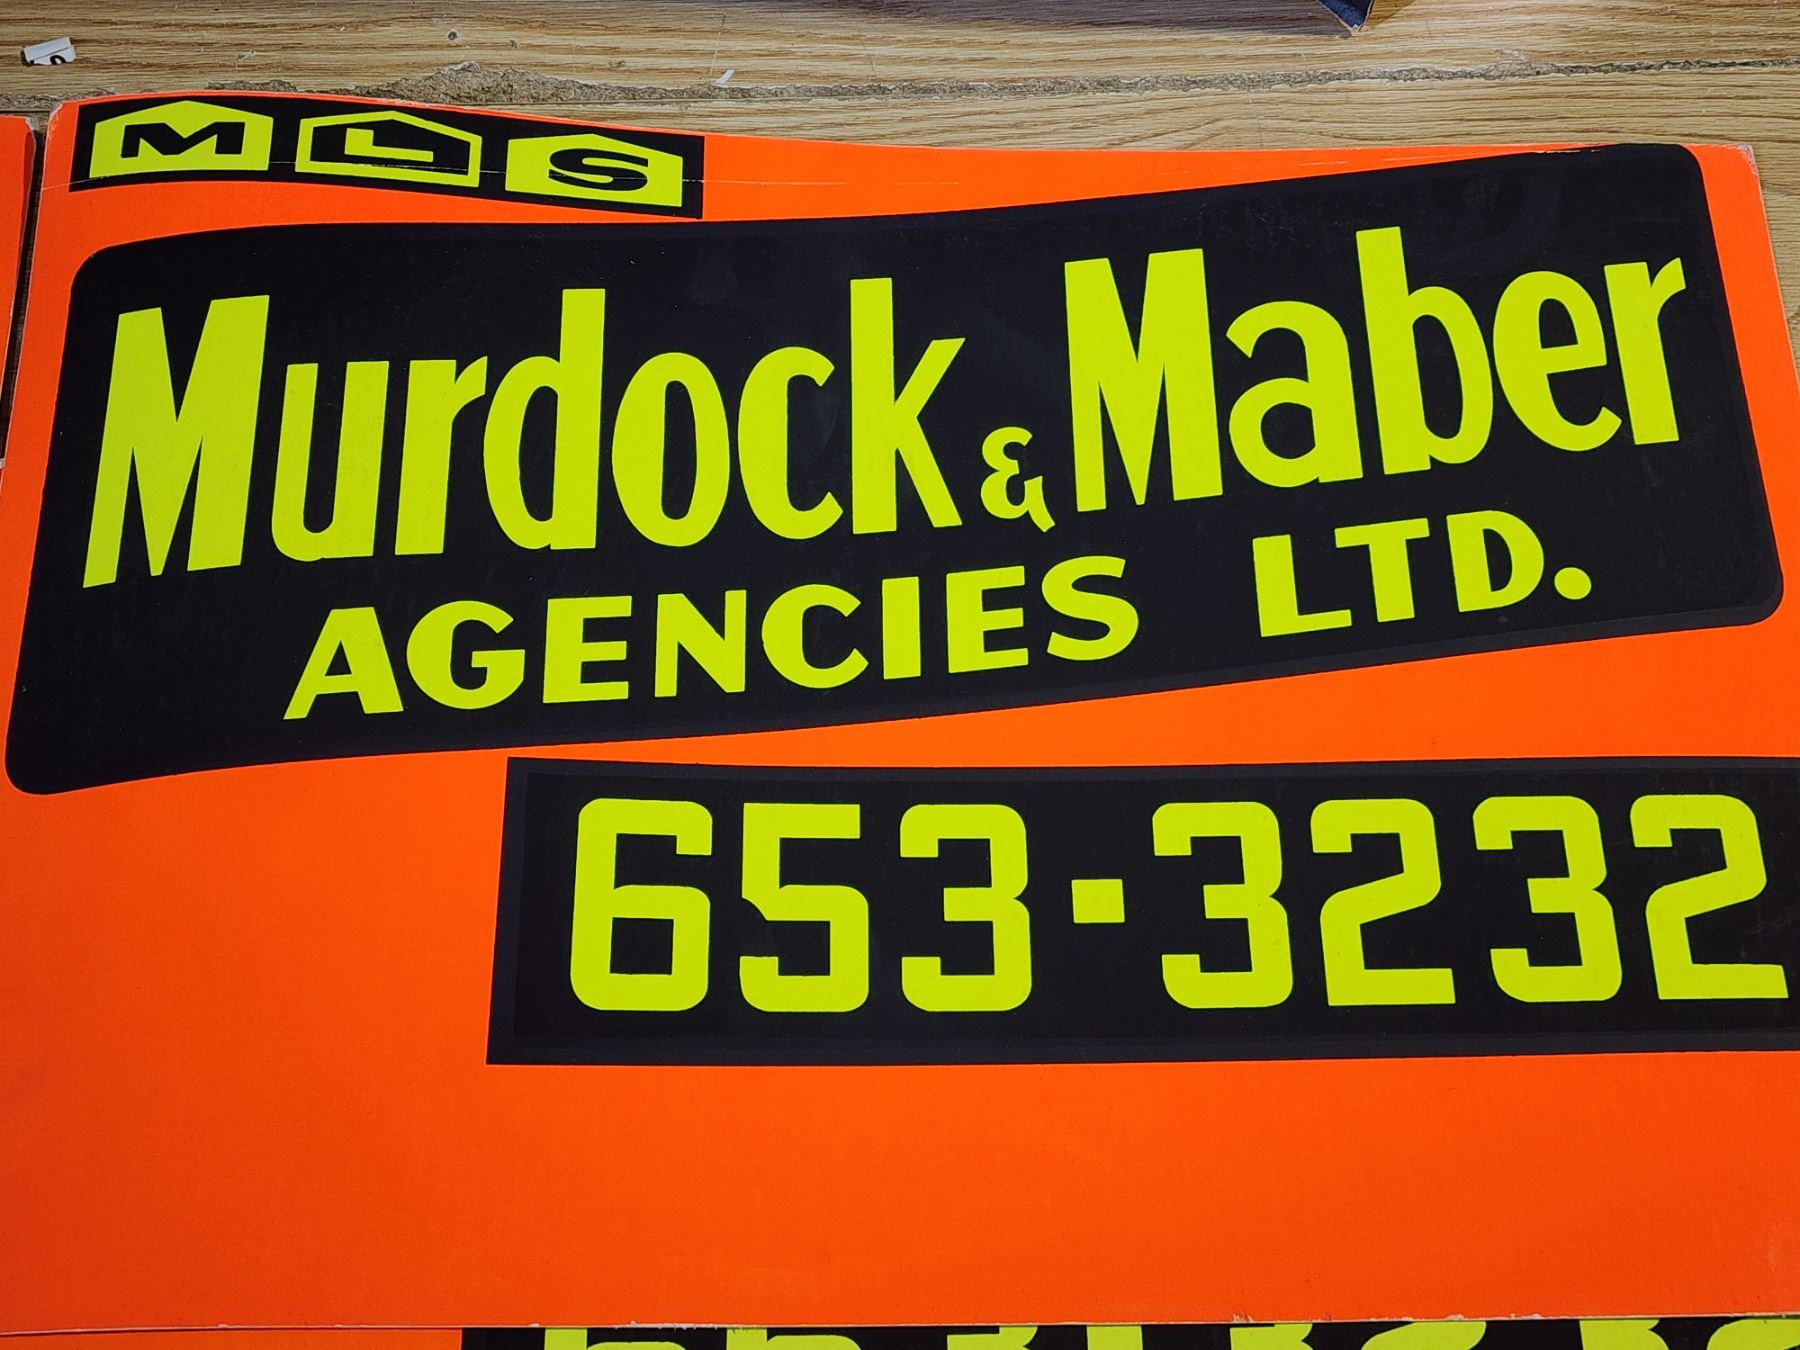 MLS
Murdock & Maber
AGENCIES LTD.
653-3232